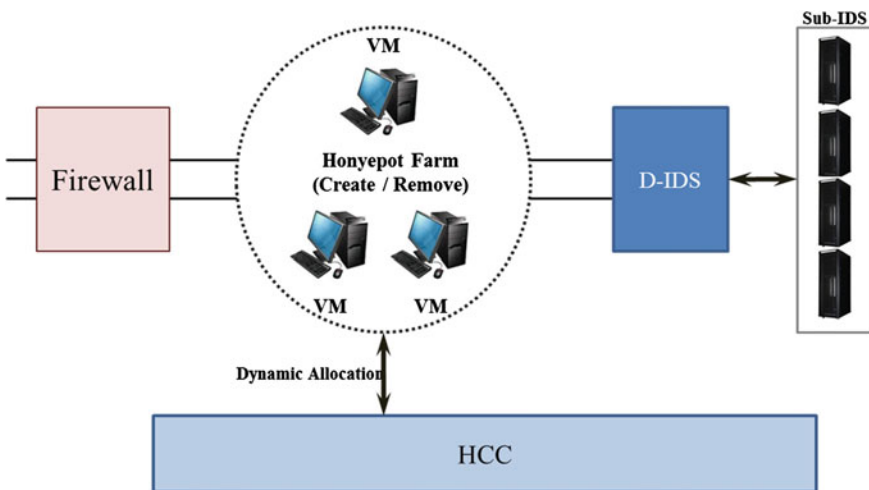 Sub-IDS
VM
Firewall
Honyepot Farm
(Create / Remove)
D-IDS
VM
VM
Dynamic Allocation
HCC